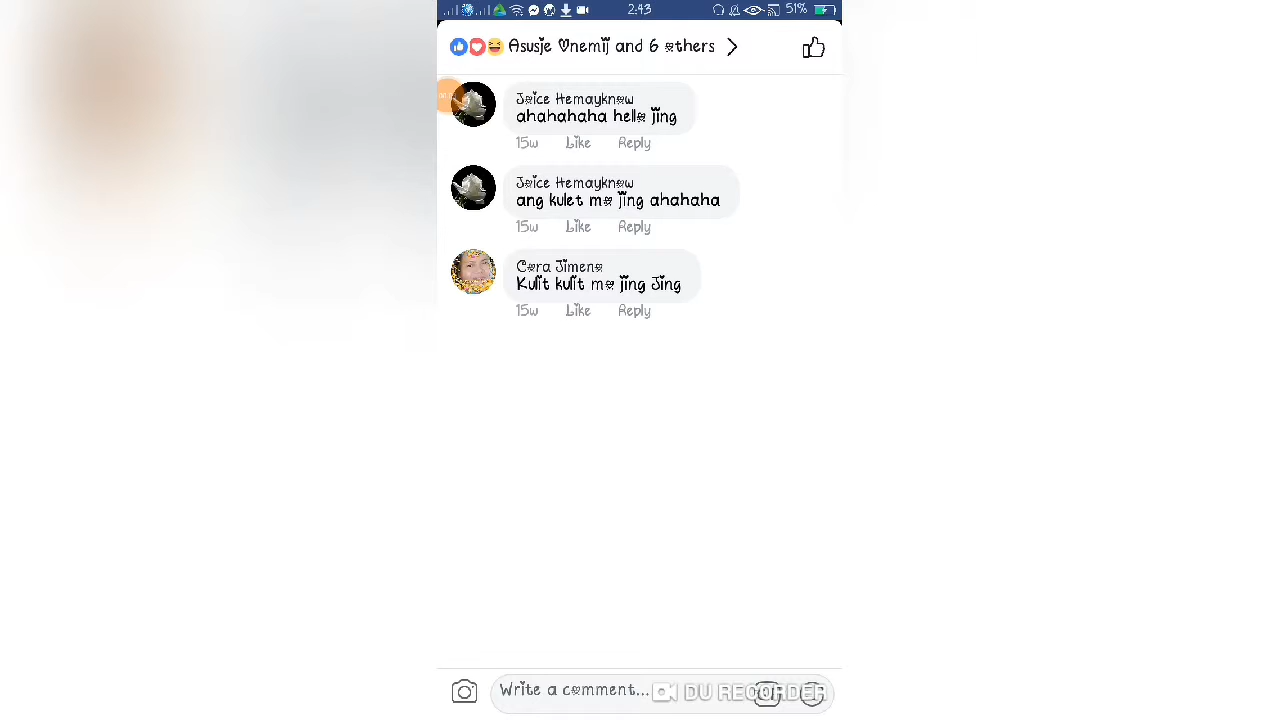 2:43
51%
Asusje Onemij and 6 others
Joice Hemayknow
ahahahaha hello jing
15w Like Reply
Joice Hemayknow
ang kulet mo jing ahahaha
15w Like Reply
Cora Jimeno
Kulit kulit mo jing Jing
15w Like Reply
Write a comment...
DU RECORDER